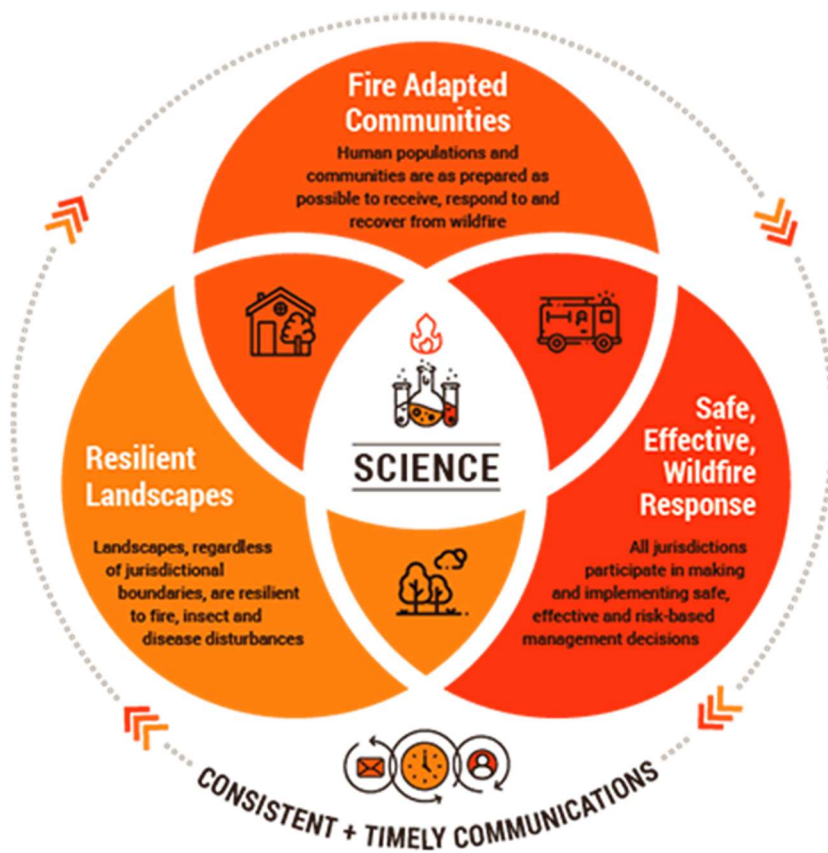 Fire Adapted
Communities
Human populations and
communities are as prepared as
possible to receive, respond to and
recover from wildfire
SCIENCE
Resilient
Landscapes
Landscapes, regardless
of jurisdictional
boundaries, are resilient
to fire, insect and
disease disturbances
Safe,
Effective,
Wildfire
Response
All jurisdictions
participate in making
and implementing safe,
effective and risk-based
management decisions
CONSISTENT + TIMELY COMMUNICATIONS